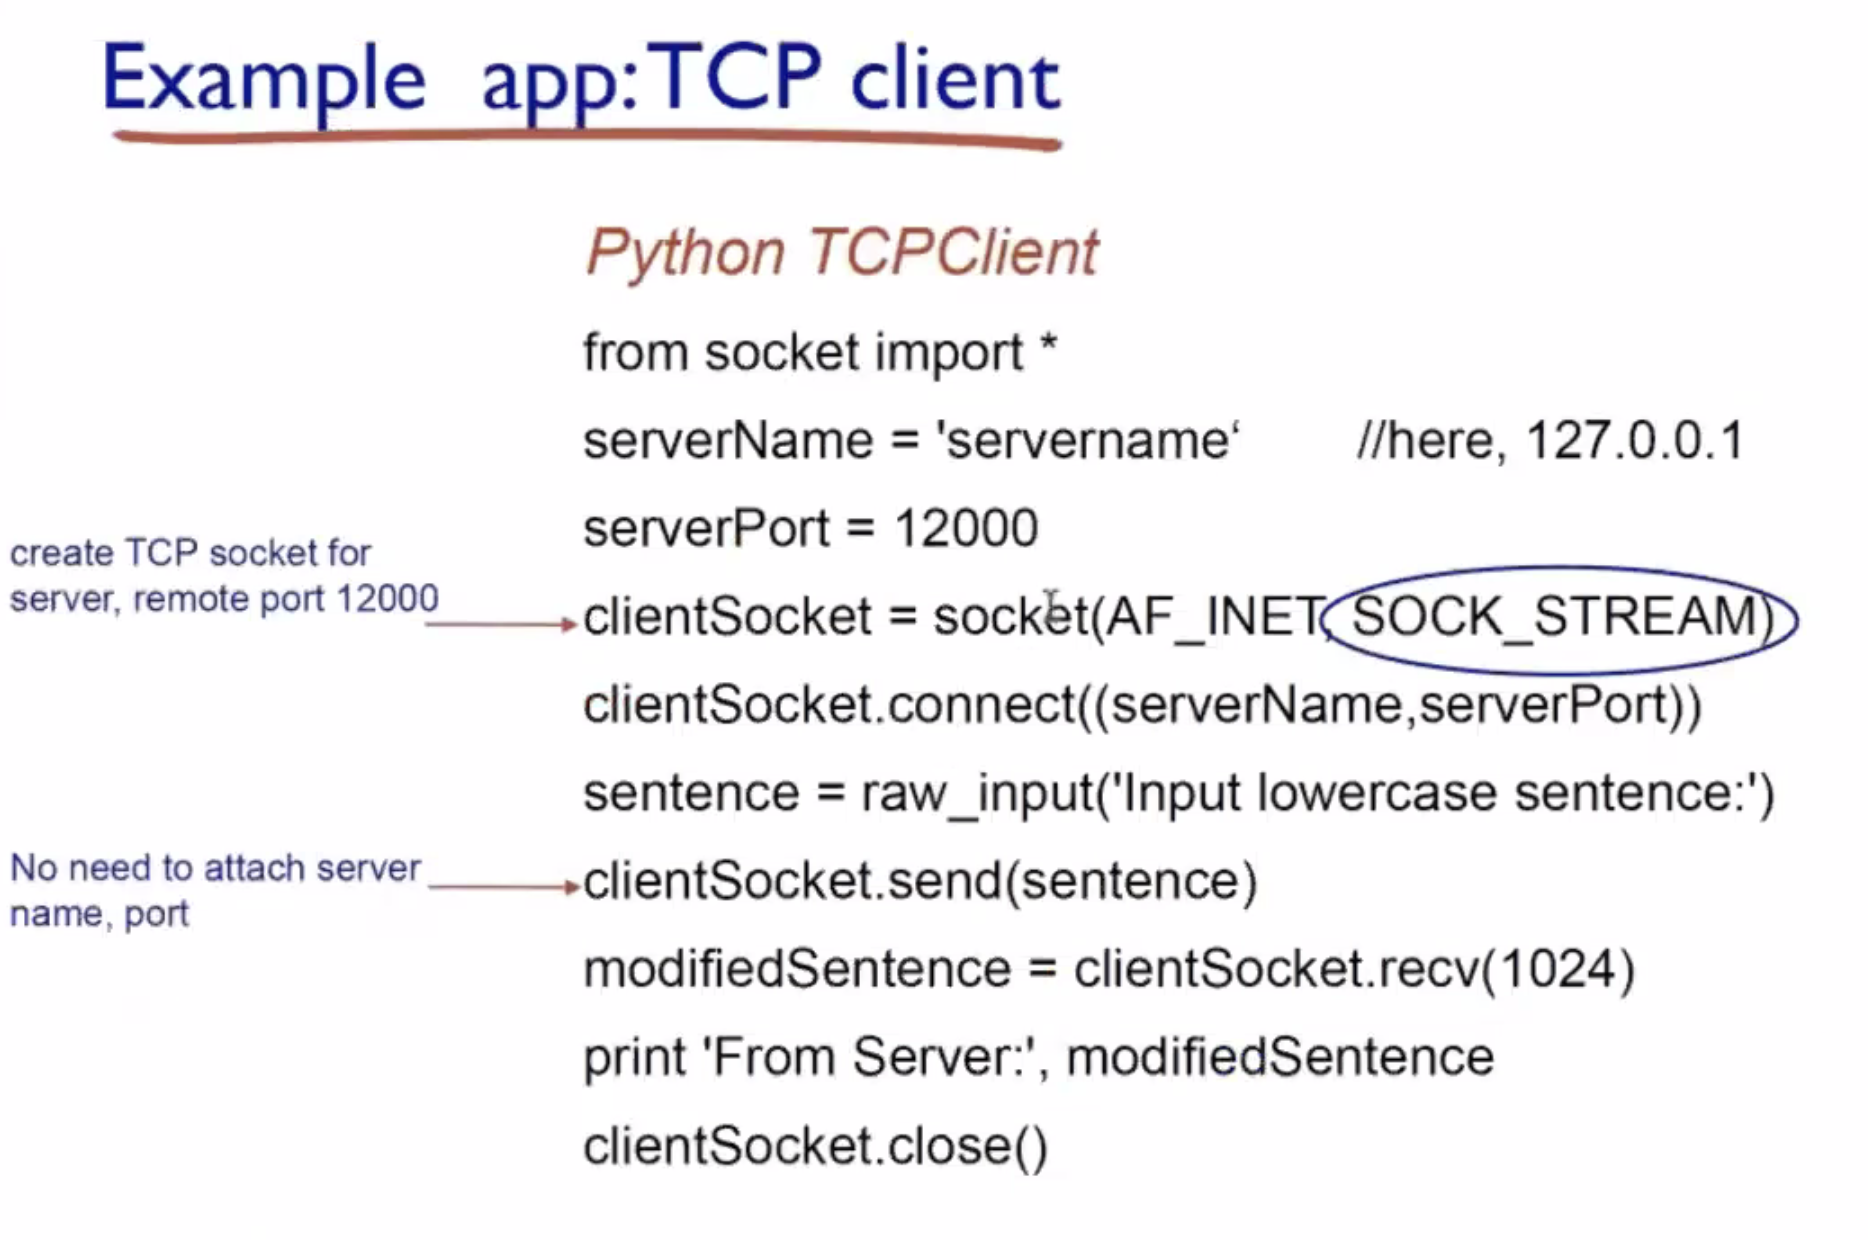 Example app:TCP client
Python TCPClient
from socket import *
serverName = 'servername‘ //here, 127.0.0.1
serverPort = 12000
create TCP socket for
server, remote port 12000
clientSocket = socket(AF_INET, SOCK_STREAM)
clientSocket.connect((serverName,serverPort))
sentence = raw_input('Input lowercase sentence:')
No need to attach server
name, port
clientSocket.send(sentence)
modifiedSentence = clientSocket.recv(1024)
print 'From Server:', modifiedSentence
clientSocket.close()